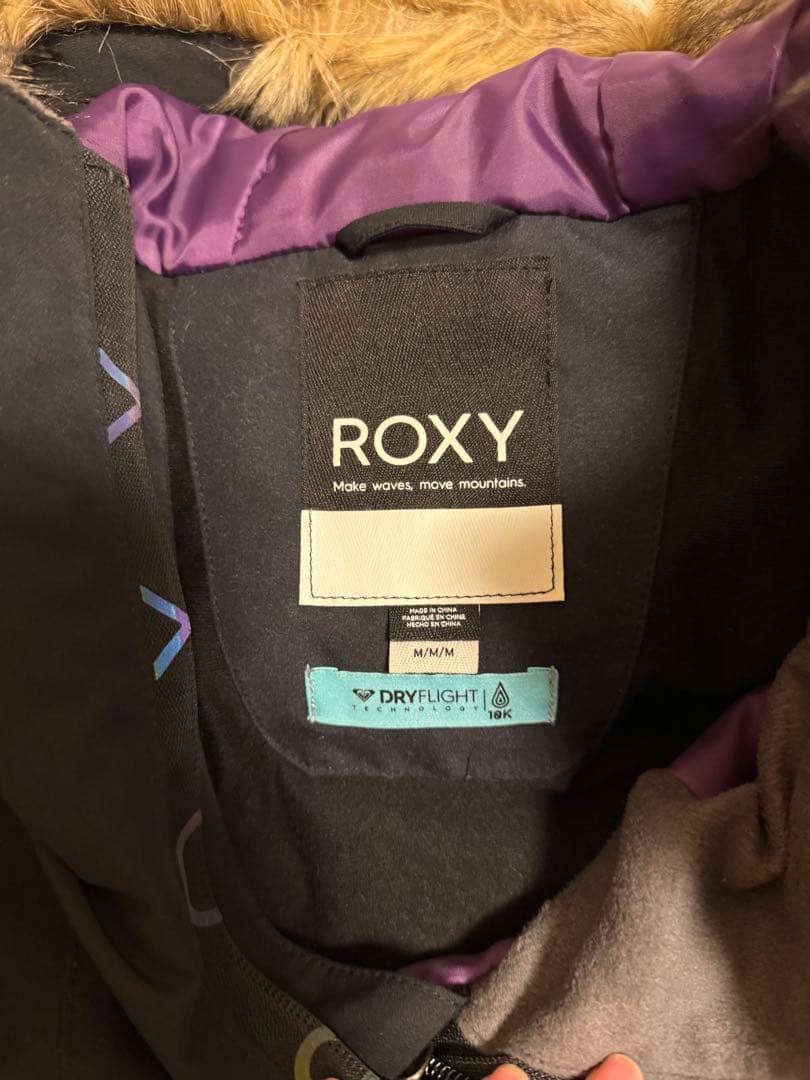 ROXY
Make waves, move mountains.
MADE IN CHINA
FABRIQUÉ EN CHINE
HECHO EN CHINA
M/M/M
DRYFLIGHT
TECHNOLOGY
10K